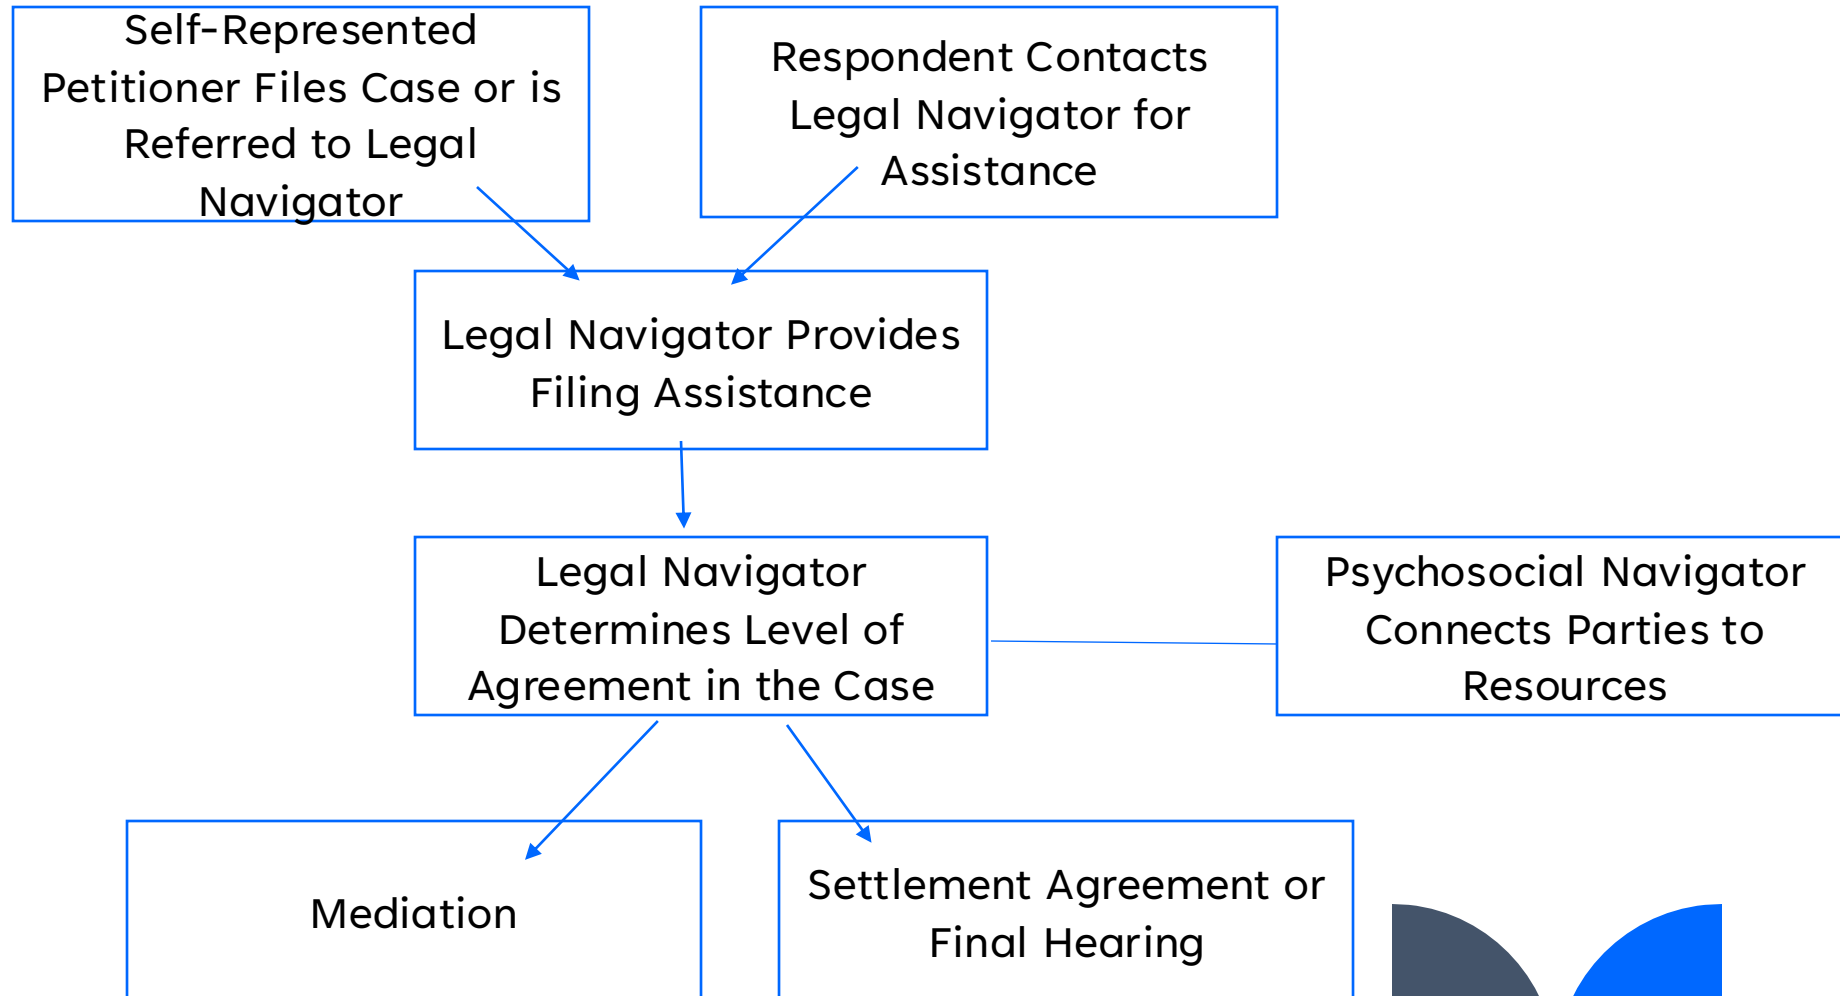 Self-Represented
Petitioner Files Case or is
Referred to Legal
Navigator
Respondent Contacts
Legal Navigator for
Assistance
Legal Navigator Provides
Filing Assistance
Legal Navigator
Determines Level of
Agreement in the Case
Psychosocial Navigator
Connects Parties to
Resources
Mediation
Settlement Agreement or
Final Hearing